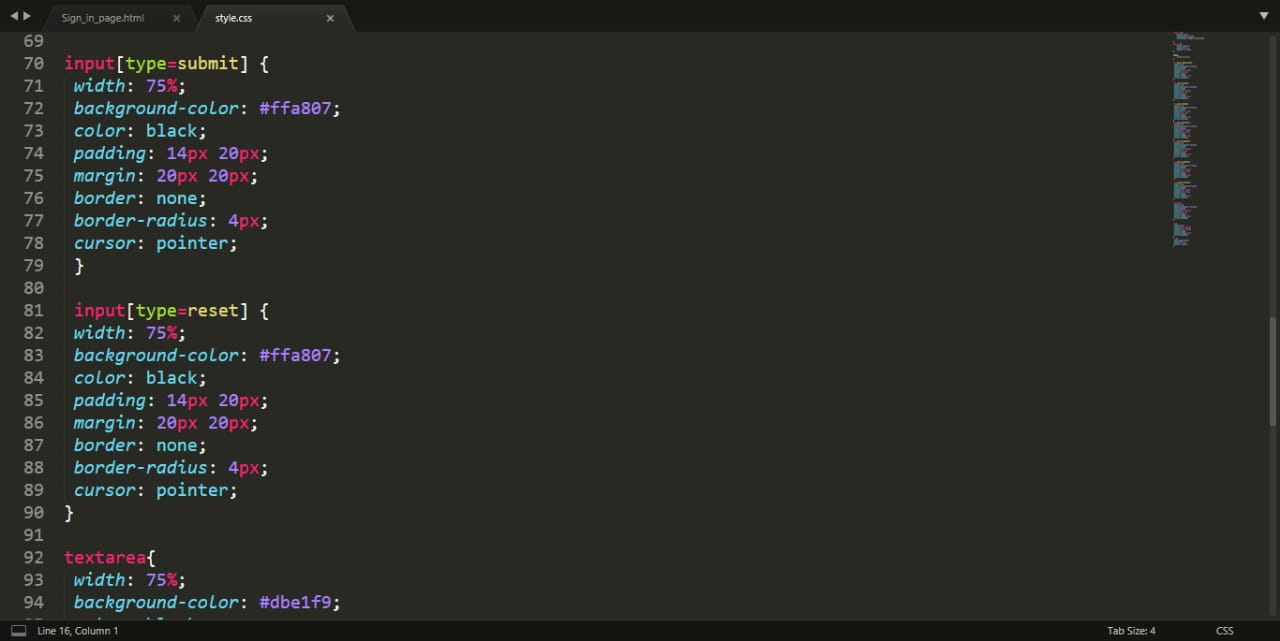 Sign_in_page.html
style.css
69
70 input[type=submit] {
71 width: 75%;
72 background-color: #ffa807;
73 color: black;
74 padding: 14px 20px;
75 margin: 20px 20px;
76 border: none;
77 border-radius: 4px;
78 cursor: pointer;
79 }
80
81 input[type=reset] {
82 width: 75%;
83 background-color: #ffa807;
84 color: black;
85 padding: 14px 20px;
86 margin: 20px 20px;
87 border: none;
88 border-radius: 4px;
89 cursor: pointer;
90 }
91
92 textarea{
93 width: 75%;
94 background-color: #dbe1f9;
Line 16, Column 1
Tab Size: 4
CSS